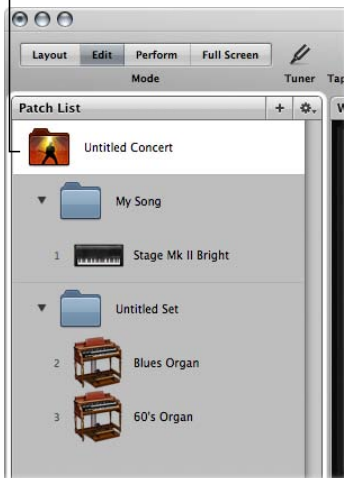 Layout Edit Perform Full Screen
Mode Tuner Tap
Patch List + W
Untitled Concert
My Song
1 Stage Mk II Bright
Untitled Set
2 Blues Organ
3 60's Organ